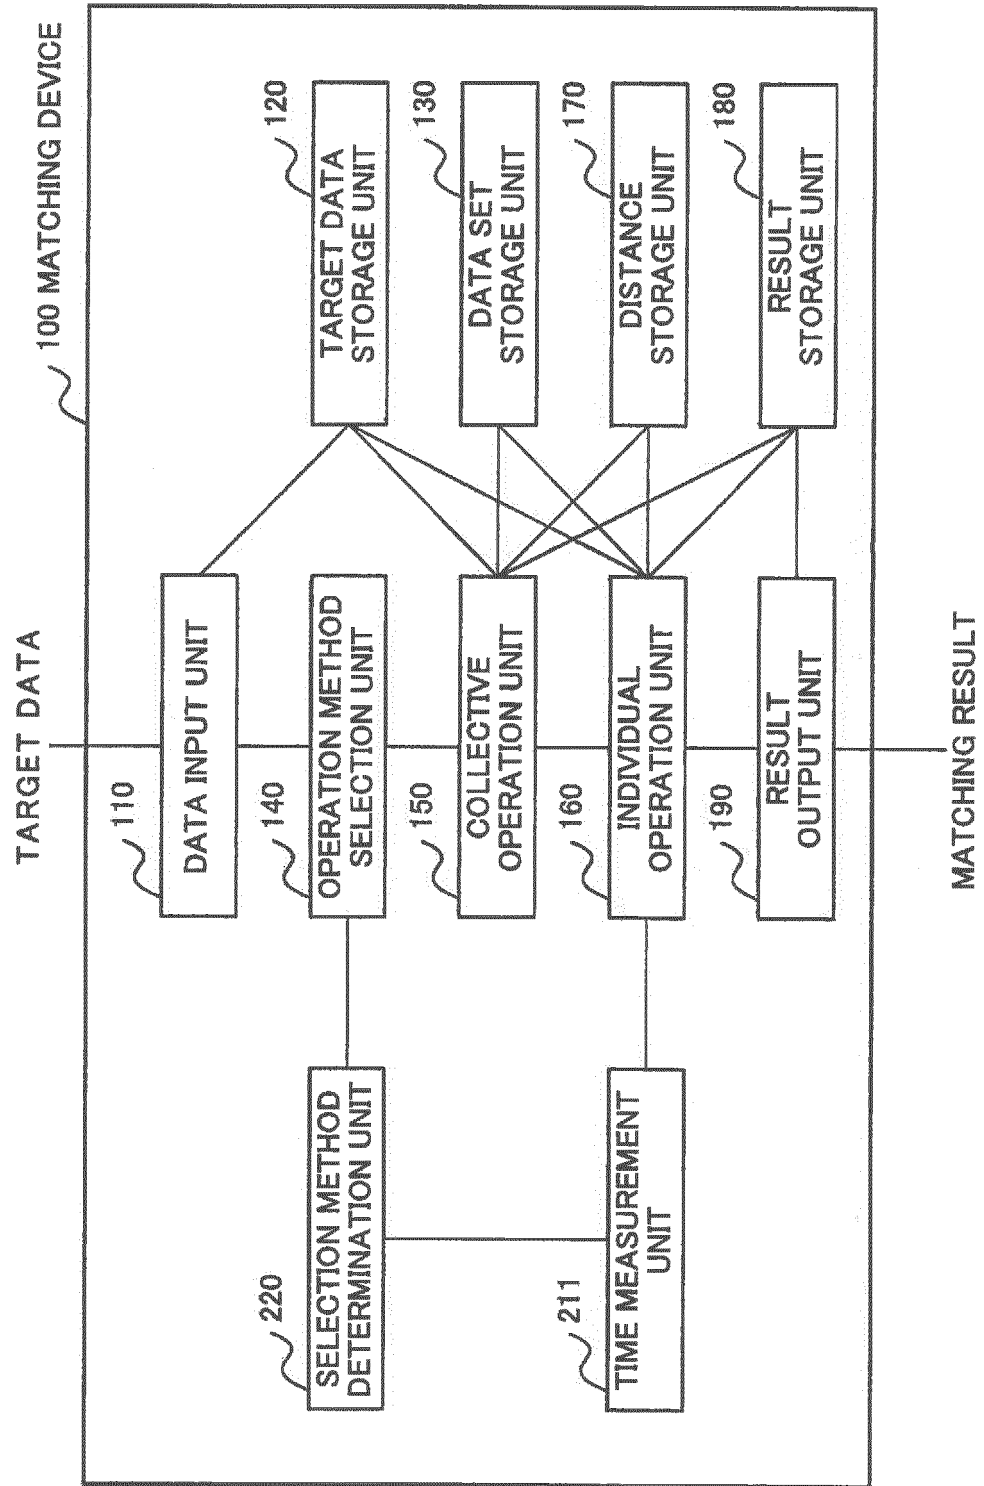 100 MATCHING DEVICE
TARGET DATA
110
DATA INPUT UNIT
120
TARGET DATA
STORAGE UNIT
220
SELECTION METHOD
DETERMINATION UNIT
140
OPERATION METHOD
SELECTION UNIT
130
DATA SET
STORAGE UNIT
150
COLLECTIVE
OPERATION UNIT
170
DISTANCE
STORAGE UNIT
211
TIME MEASUREMENT
UNIT
160
INDIVIDUAL
OPERATION UNIT
180
RESULT
STORAGE UNIT
190
RESULT
OUTPUT UNIT
MATCHING RESULT